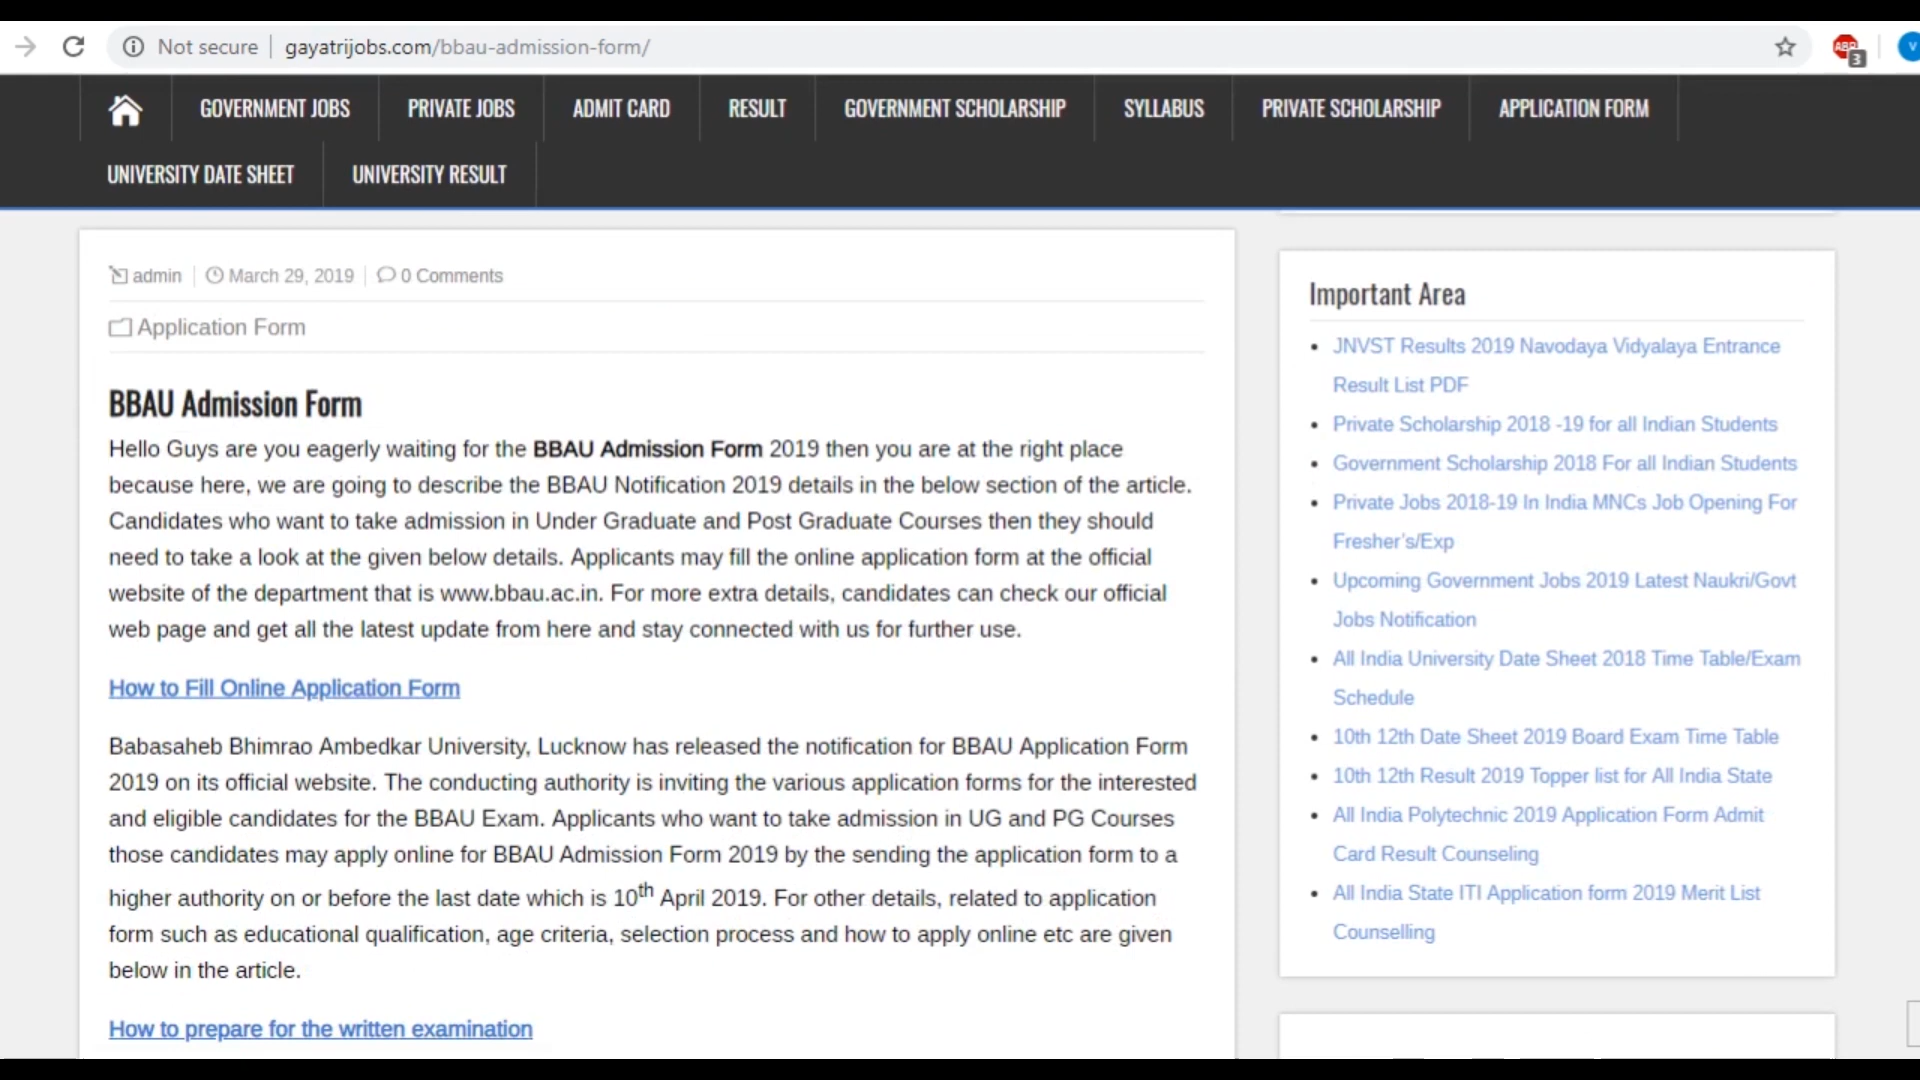 Not secure | gayatrijobs.com/bbau-admission-form/
ABP 3
V
GOVERNMENT JOBS PRIVATE JOBS ADMIT CARD RESULT GOVERNMENT SCHOLARSHIP SYLLABUS PRIVATE SCHOLARSHIP APPLICATION FORM
UNIVERSITY DATE SHEET UNIVERSITY RESULT
admin March 29, 2019 0 Comments
Application Form
BBAU Admission Form
Hello Guys are you eagerly waiting for the BBAU Admission Form 2019 then you are at the right place
because here, we are going to describe the BBAU Notification 2019 details in the below section of the article.
Candidates who want to take admission in Under Graduate and Post Graduate Courses then they should
need to take a look at the given below details. Applicants may fill the online application form at the official
website of the department that is www.bbau.ac.in. For more extra details, candidates can check our official
web page and get all the latest update from here and stay connected with us for further use.
How to Fill Online Application Form
Babasaheb Bhimrao Ambedkar University, Lucknow has released the notification for BBAU Application Form
2019 on its official website. The conducting authority is inviting the various application forms for the interested
and eligible candidates for the BBAU Exam. Applicants who want to take admission in UG and PG Courses
those candidates may apply online for BBAU Admission Form 2019 by the sending the application form to a
higher authority on or before the last date which is 10th April 2019. For other details, related to application
form such as educational qualification, age criteria, selection process and how to apply online etc are given
below in the article.
How to prepare for the written examination
Important Area
• JNVST Results 2019 Navodaya Vidyalaya Entrance
Result List PDF
• Private Scholarship 2018 -19 for all Indian Students
• Government Scholarship 2018 For all Indian Students
• Private Jobs 2018-19 In India MNCs Job Opening For
Fresher's/Exp
• Upcoming Government Jobs 2019 Latest Naukri/Govt
Jobs Notification
• All India University Date Sheet 2018 Time Table/Exam
Schedule
• 10th 12th Date Sheet 2019 Board Exam Time Table
• 10th 12th Result 2019 Topper list for All India State
• All India Polytechnic 2019 Application Form Admit
Card Result Counseling
• All India State ITI Application form 2019 Merit List
Counselling